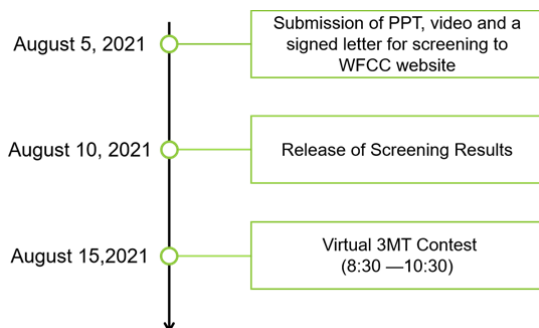 August 5, 2021
Submission of PPT, video and a
signed letter for screening to
WFCC website
August 10, 2021
Release of Screening Results
August 15,2021
Virtual 3MT Contest
(8:30 —10:30)